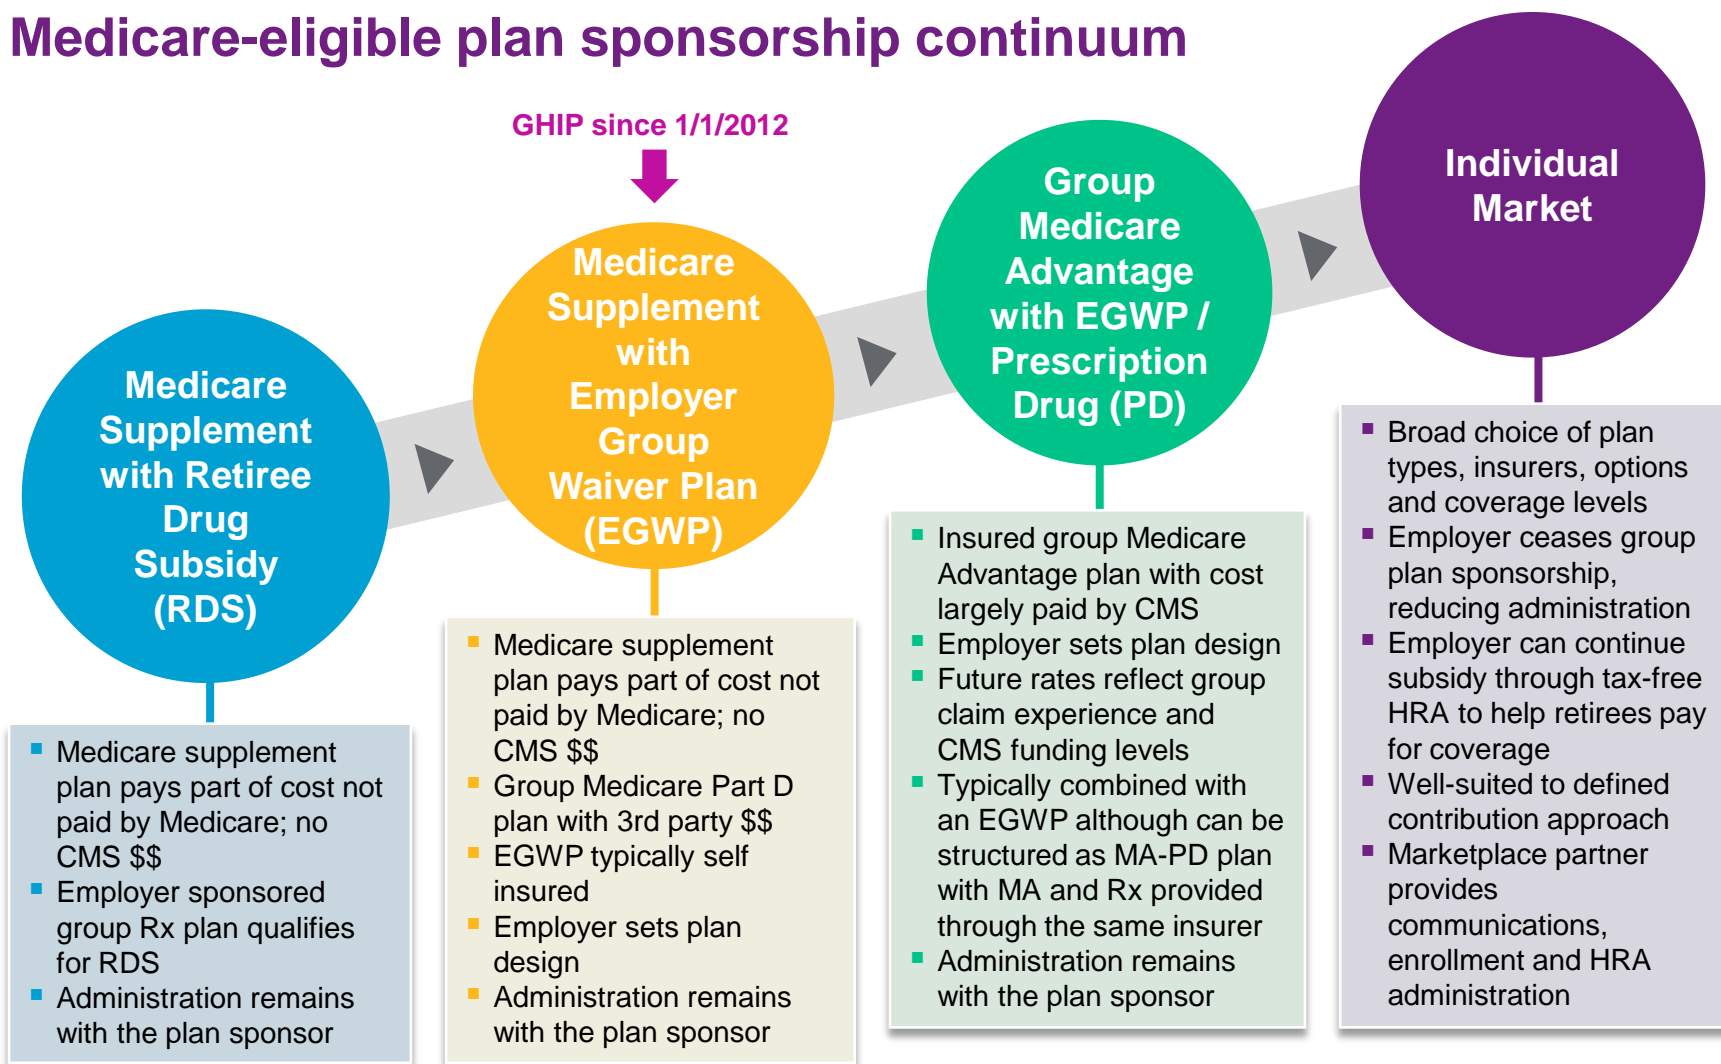 Medicare-eligible plan sponsorship continuum
GHIP since 1/1/2012
Medicare
Supplement
with Retiree
Drug
Subsidy
(RDS)
Medicare supplement
plan pays part of cost not
paid by Medicare; no
CMS $$
Employer sponsored
group Rx plan qualifies
for RDS
Administration remains
with the plan sponsor
Medicare
Supplement
with
Employer
Group
Waiver Plan
(EGWP)
Medicare supplement
plan pays part of cost not
paid by Medicare; no
CMS $$
Group Medicare Part D
plan with 3rd party $$
EGWP typically self
insured
Employer sets plan
design
Administration remains
with the plan sponsor
Group
Medicare
Advantage
with EGWP /
Prescription
Drug (PD)
Insured group Medicare
Advantage plan with cost
largely paid by CMS
Employer sets plan design
Future rates reflect group
claim experience and
CMS funding levels
Typically combined with
an EGWP although can be
structured as MA-PD plan
with MA and Rx provided
through the same insurer
Administration remains
with the plan sponsor
Individual
Market
Broad choice of plan
types, insurers, options
and coverage levels
Employer ceases group
plan sponsorship,
reducing administration
Employer can continue
subsidy through tax-free
HRA to help retirees pay
for coverage
Well-suited to defined
contribution approach
Marketplace partner
provides
communications,
enrollment and HRA
administration